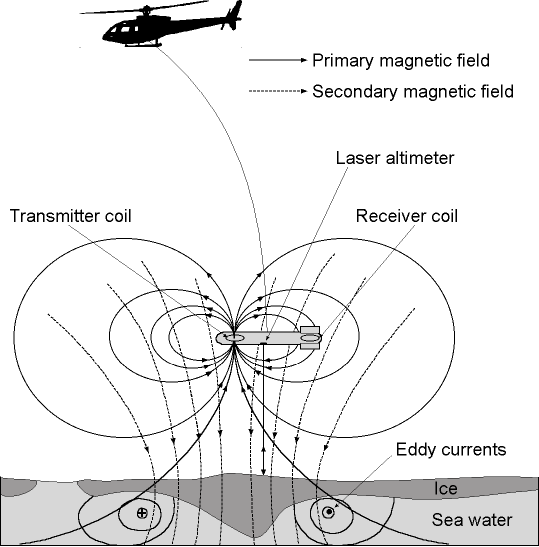 Primary magnetic field
Secondary magnetic field
Laser altimeter
Transmitter coil
Receiver coil
Eddy currents
Ice
Sea water